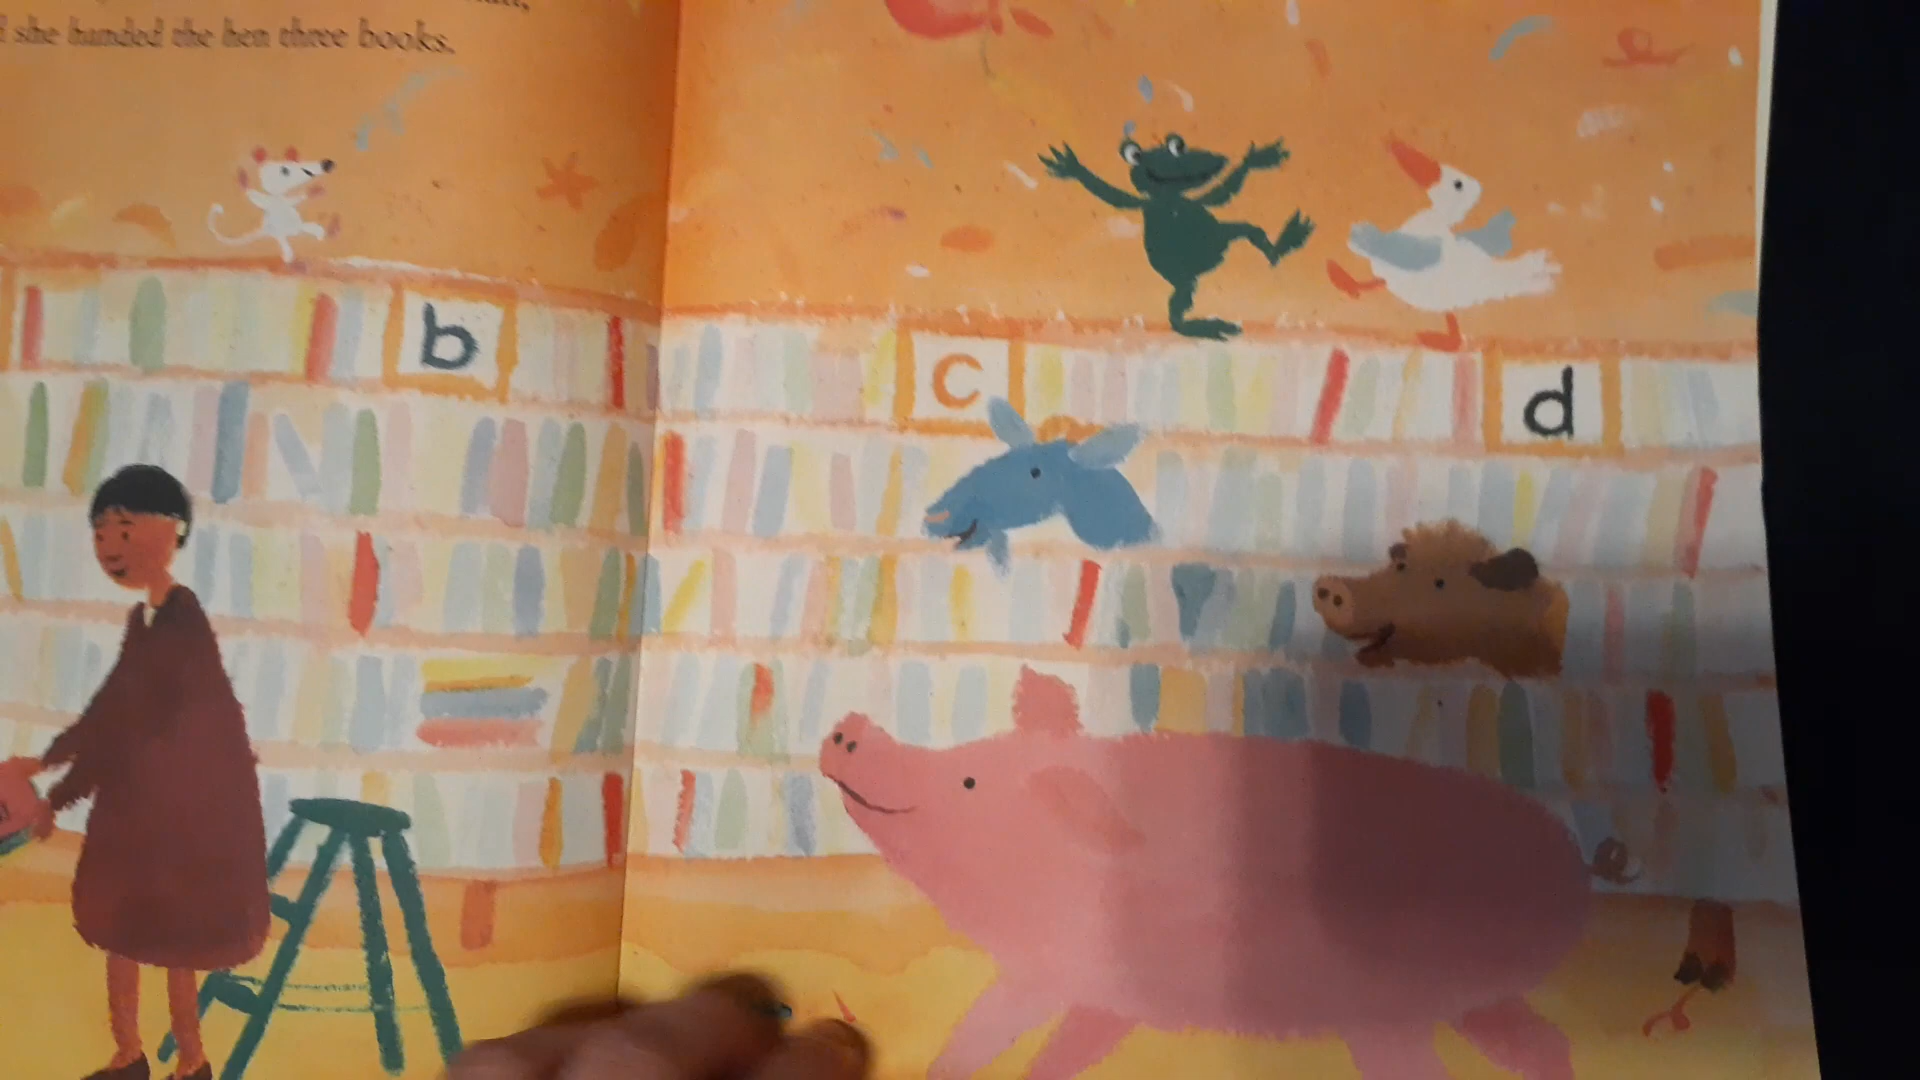 she handed the hen three books.
b
c
d